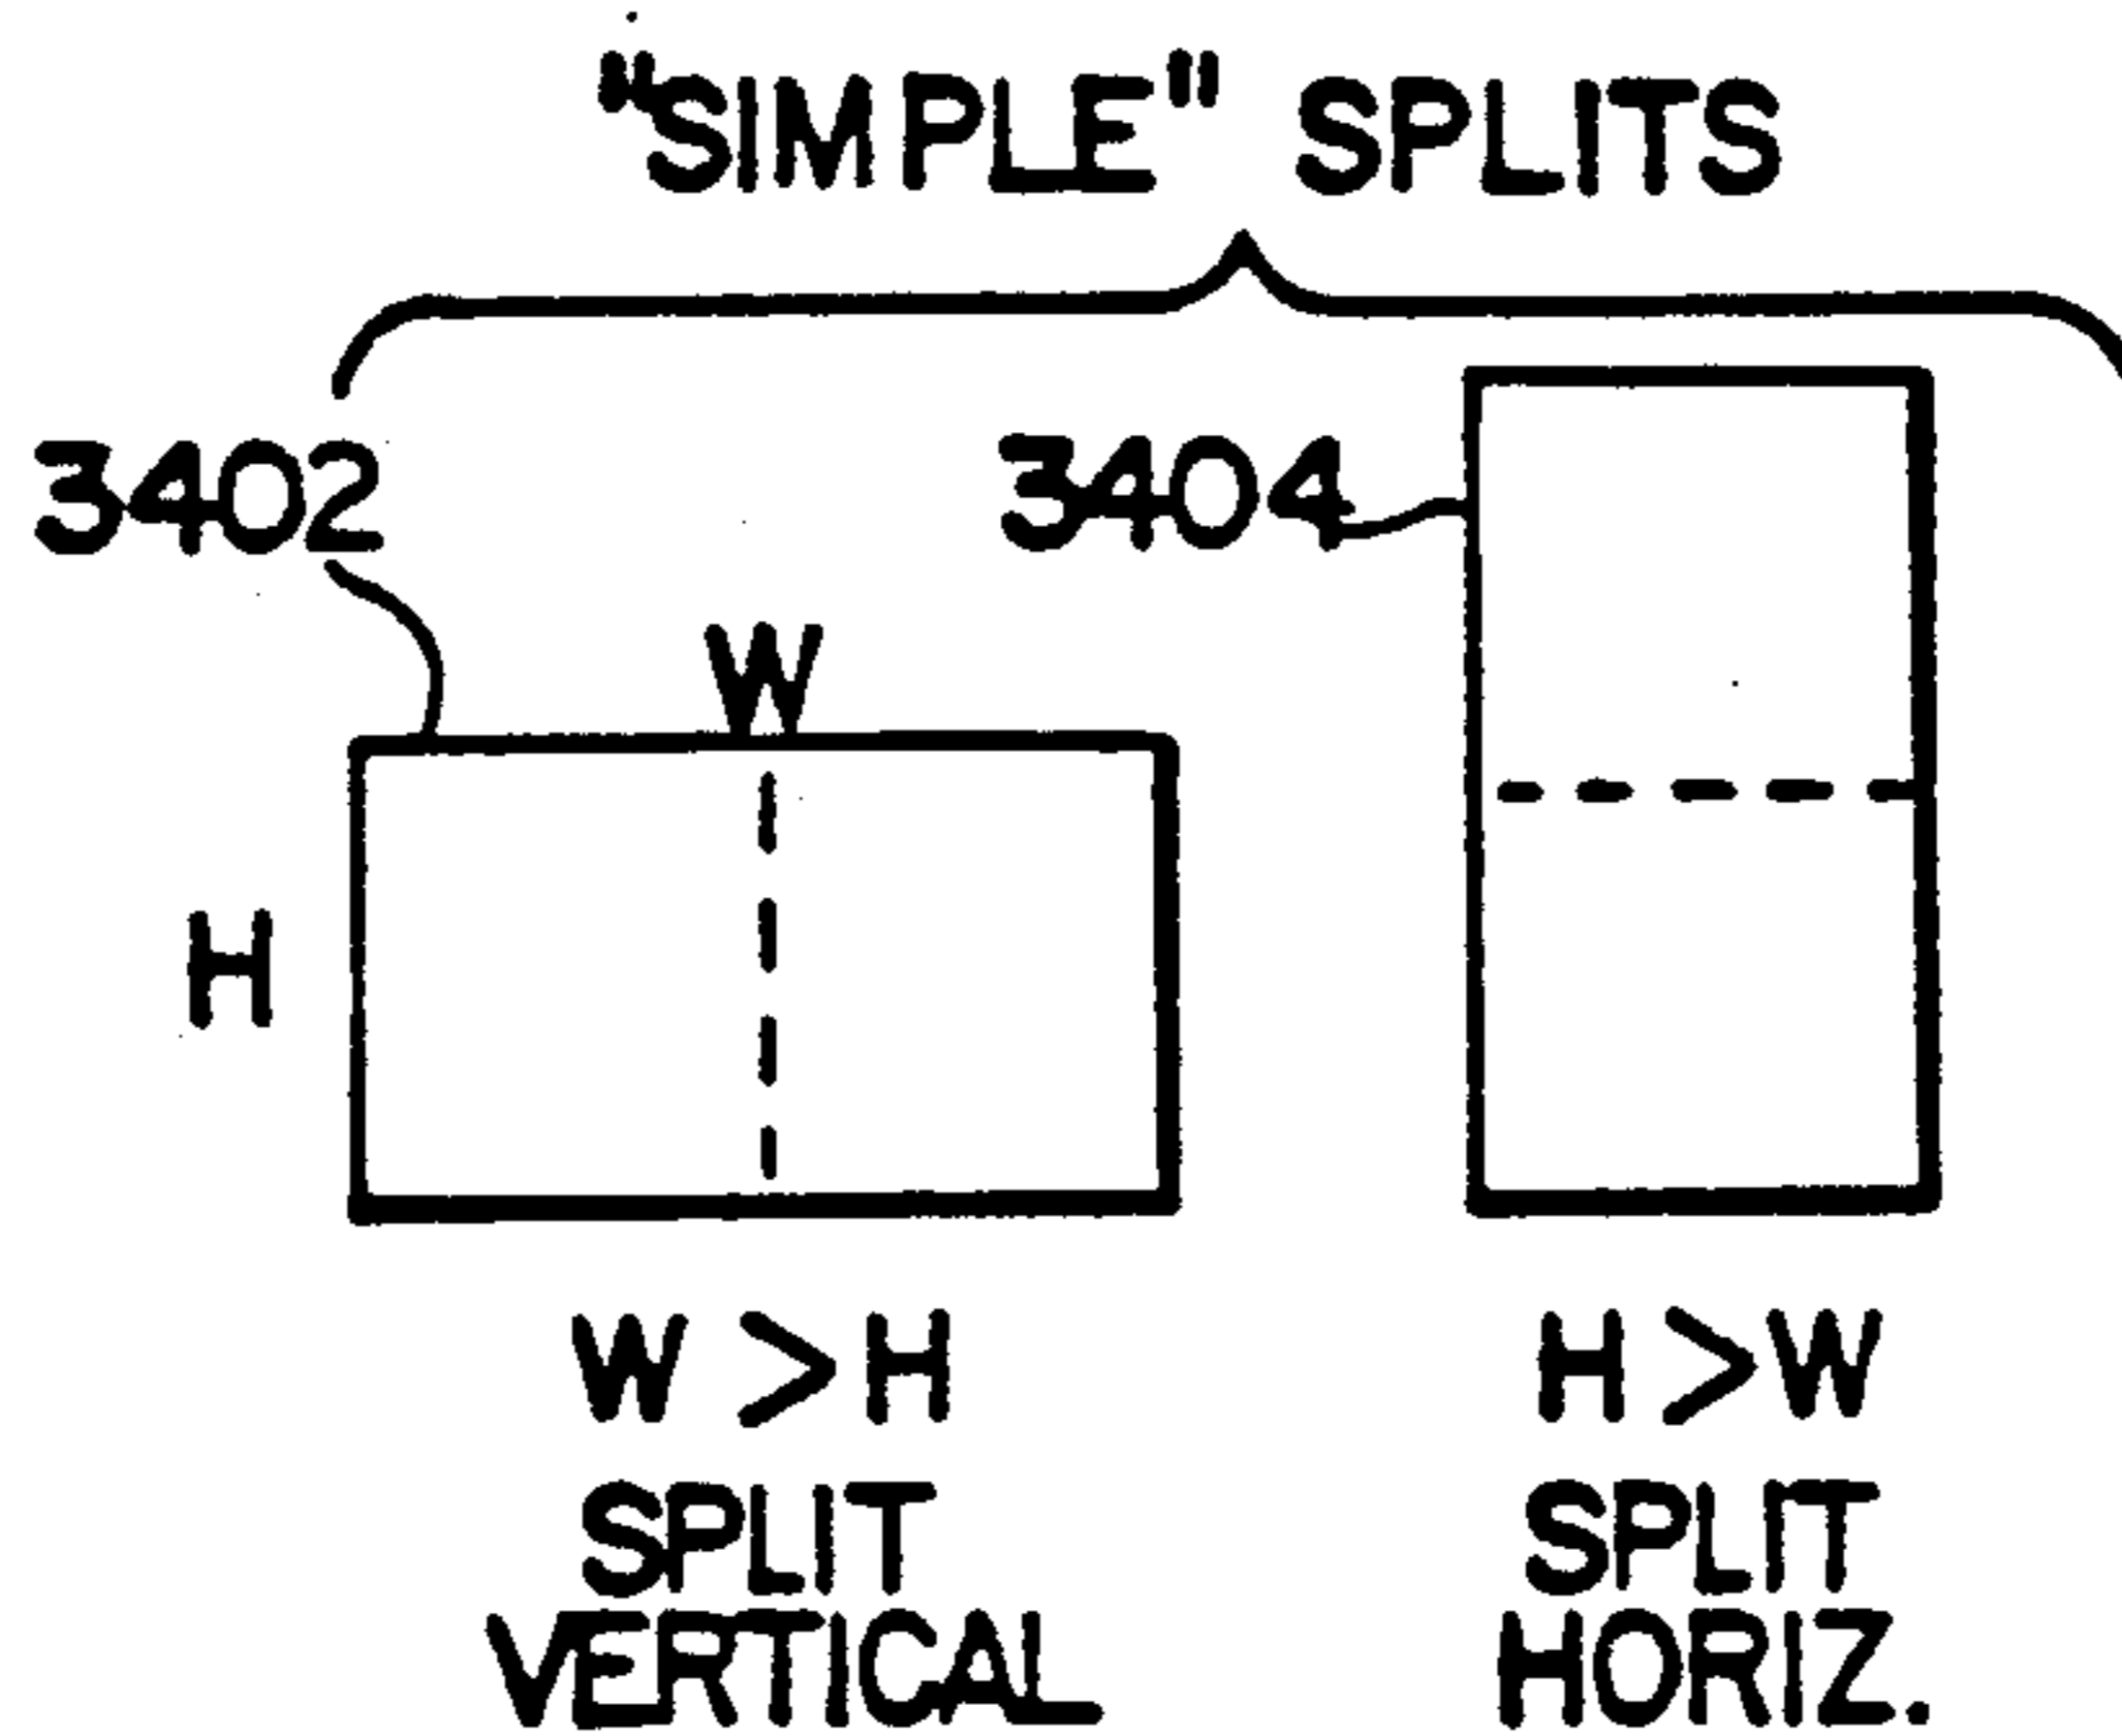 "SIMPLE" SPLITS
3402
3404
W
H
W > H
SPLIT
VERTICAL
H > W
SPLIT
HORIZ.